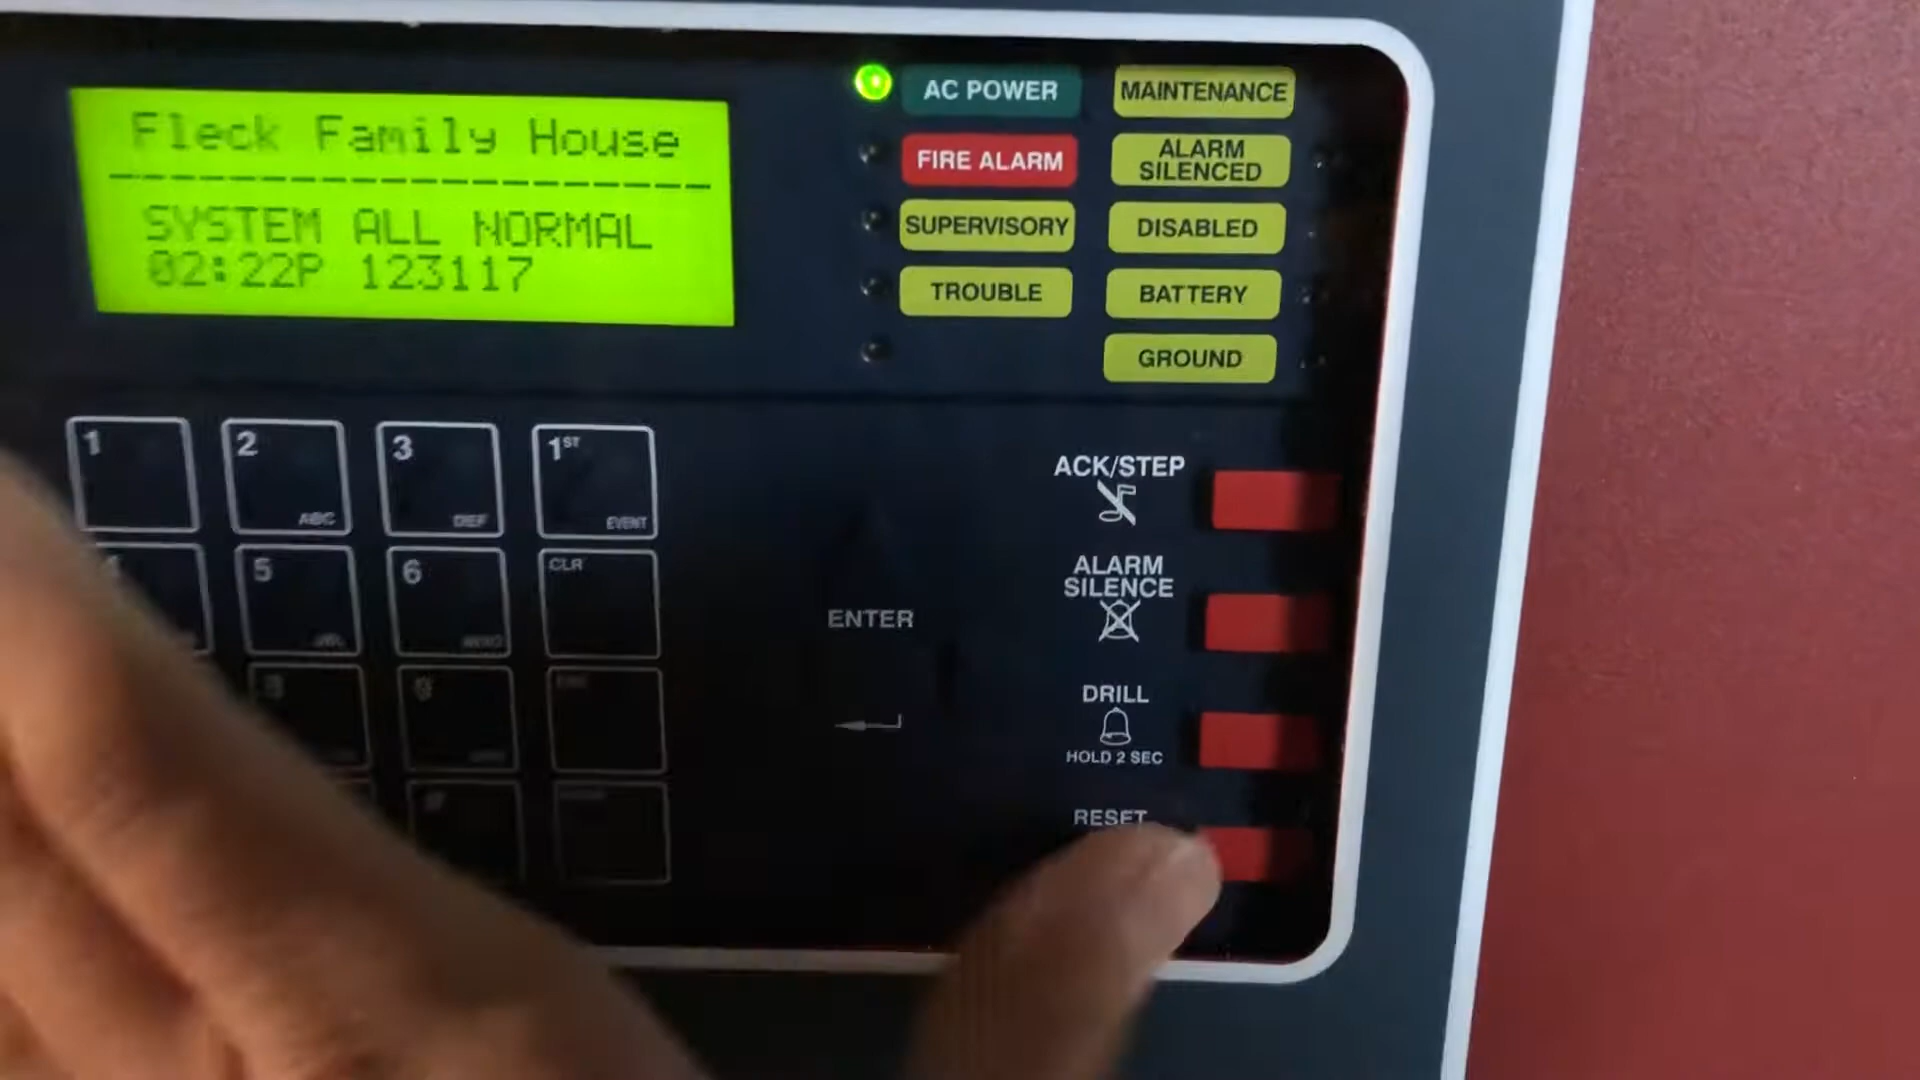 Fleck Family House
--------------------
SYSTEM ALL NORMAL
02:22P 123117
AC POWER
FIRE ALARM
SUPERVISORY
TROUBLE
MAINTENANCE
ALARM
SILENCED
DISABLED
BATTERY
GROUND
1
2
ABC
3
DEF
1ST
EVENT
5
6
CLR
9
ENTER
ACK/STEP
ALARM
SILENCE
DRILL
HOLD 2 SEC
RESET